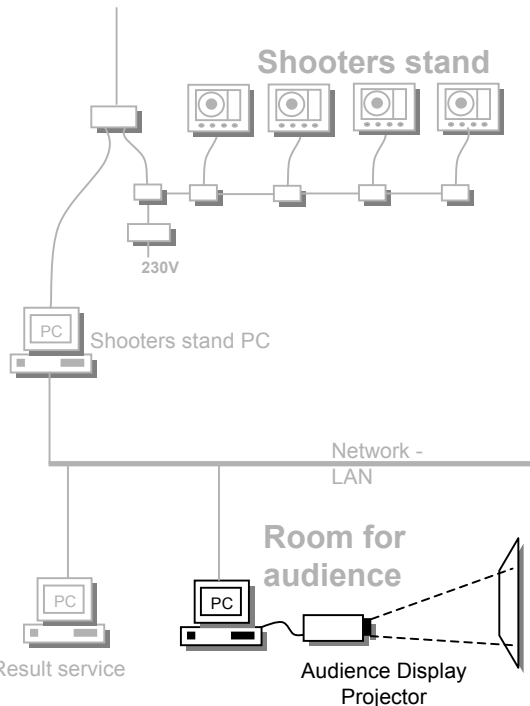 Shooters stand
230V
PC
Shooters stand PC
Network -
LAN
Room for
audience
PC
PC
Result service
Audience Display
Projector